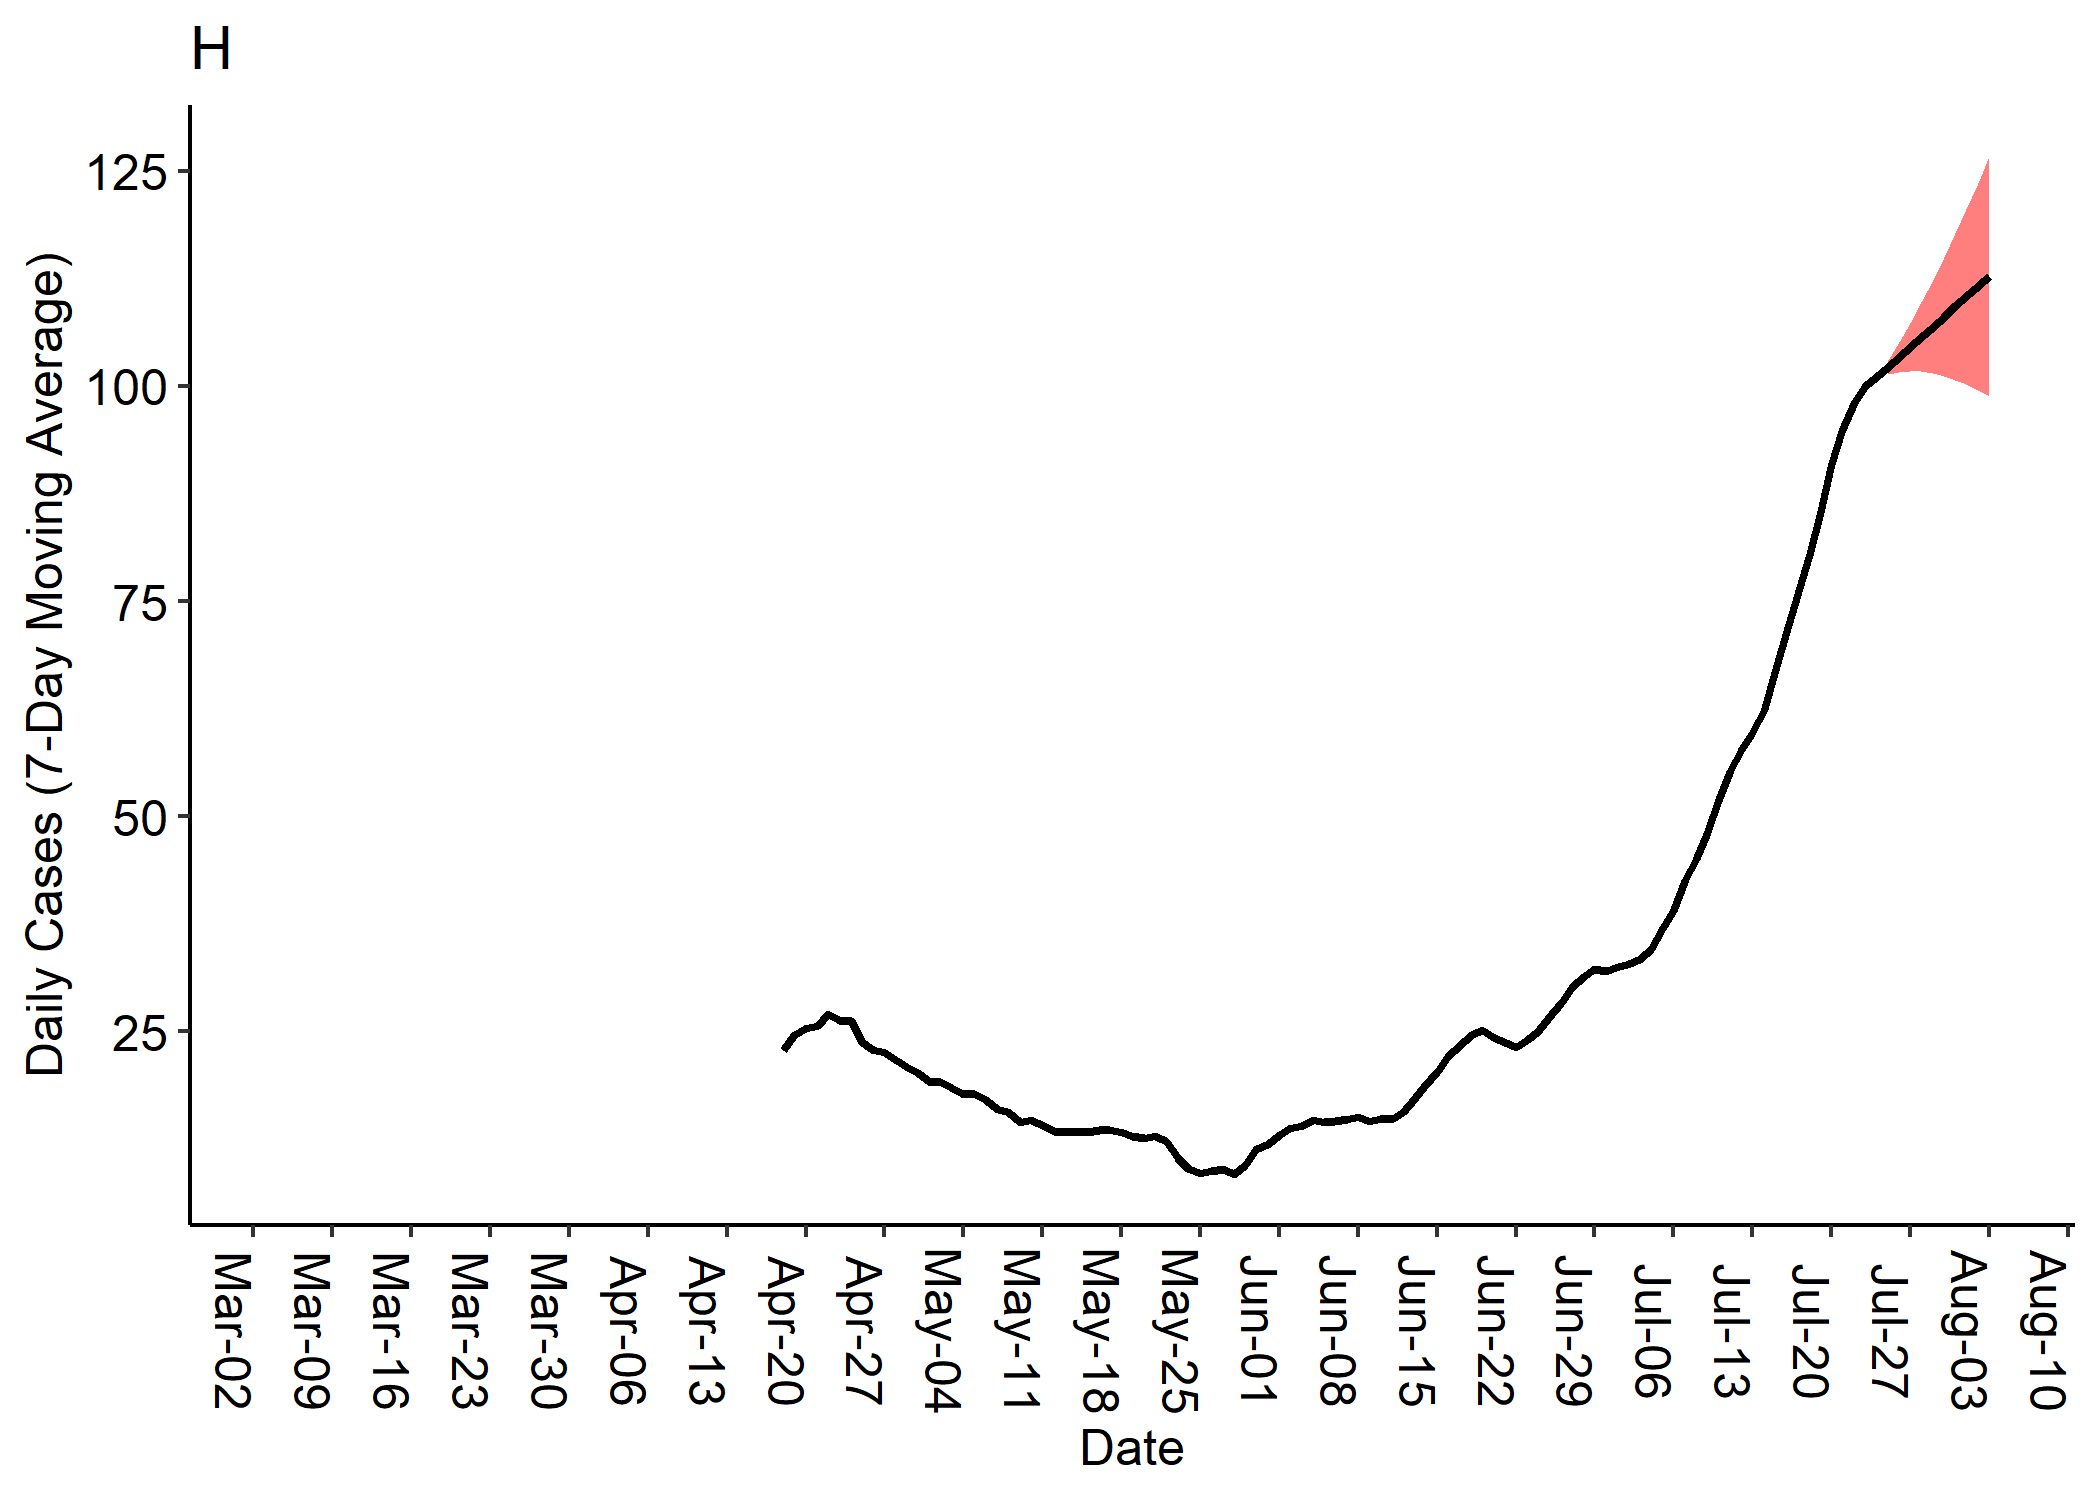 H
Daily Cases (7-Day Moving Average)
125
100
75
50
25
Mar-02
Mar-09
Mar-16
Mar-23
Mar-30
Apr-06
Apr-13
Apr-20
Apr-27
May-04
May-11
May-18
May-25
Jun-01
Jun-08
Jun-15
Jun-22
Jun-29
Jul-06
Jul-13
Jul-20
Jul-27
Aug-03
Aug-10
Date